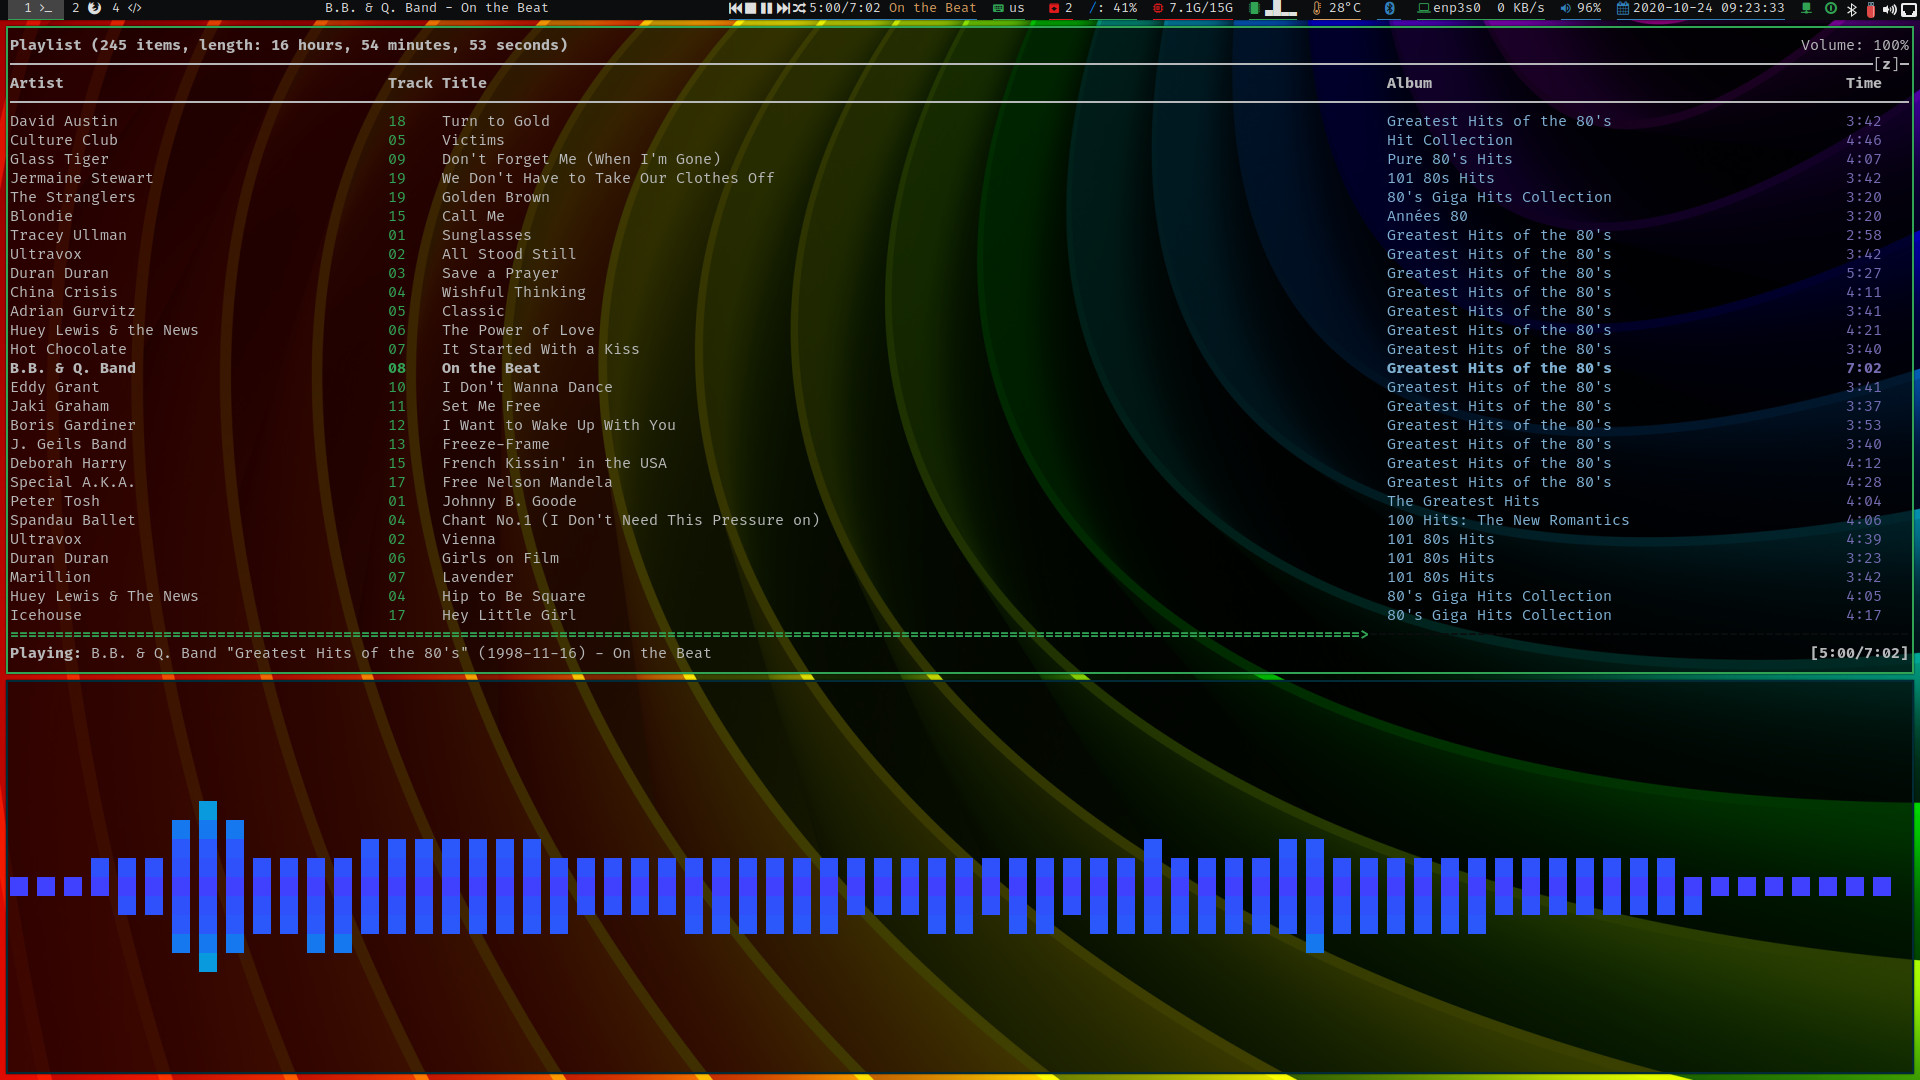 1 >_ 2 4 </> B.B. & Q. Band - On the Beat 5:00/7:02 On the Beat us 2 /: 41% 7.1G/15G 28°C enp3s0 0 KB/s 96% 2020-10-24 09:23:33
Playlist (245 items, length: 16 hours, 54 minutes, 53 seconds) Volume: 100%
[z]
Artist Track Title Album Time
David Austin 18 Turn to Gold Greatest Hits of the 80's 3:42
Culture Club 05 Victims Hit Collection 4:46
Glass Tiger 09 Don't Forget Me (When I'm Gone) Pure 80's Hits 4:07
Jermaine Stewart 19 We Don't Have to Take Our Clothes Off 101 80s Hits 3:42
The Stranglers 19 Golden Brown 80's Giga Hits Collection 3:20
Blondie 15 Call Me Années 80 3:20
Tracey Ullman 01 Sunglasses Greatest Hits of the 80's 2:58
Ultravox 02 All Stood Still Greatest Hits of the 80's 3:42
Duran Duran 03 Save a Prayer Greatest Hits of the 80's 5:27
China Crisis 04 Wishful Thinking Greatest Hits of the 80's 4:11
Adrian Gurvitz 05 Classic Greatest Hits of the 80's 3:41
Huey Lewis & the News 06 The Power of Love Greatest Hits of the 80's 4:21
Hot Chocolate 07 It Started With a Kiss Greatest Hits of the 80's 3:40
B.B. & Q. Band 08 On the Beat Greatest Hits of the 80's 7:02
Eddy Grant 10 I Don't Wanna Dance Greatest Hits of the 80's 3:41
Jaki Graham 11 Set Me Free Greatest Hits of the 80's 3:37
Boris Gardiner 12 I Want to Wake Up With You Greatest Hits of the 80's 3:53
J. Geils Band 13 Freeze-Frame Greatest Hits of the 80's 3:40
Deborah Harry 15 French Kissin' in the USA Greatest Hits of the 80's 4:12
Special A.K.A. 17 Free Nelson Mandela Greatest Hits of the 80's 4:28
Peter Tosh 01 Johnny B. Goode The Greatest Hits 4:04
Spandau Ballet 04 Chant No.1 (I Don't Need This Pressure on) 100 Hits: The New Romantics 4:06
Ultravox 02 Vienna 101 80s Hits 4:39
Duran Duran 06 Girls on Film 101 80s Hits 3:23
Marillion 07 Lavender 101 80s Hits 3:42
Huey Lewis & The News 04 Hip to Be Square 80's Giga Hits Collection 4:05
Icehouse 17 Hey Little Girl 80's Giga Hits Collection 4:17
Playing: B.B. & Q. Band "Greatest Hits of the 80's" (1998-11-16) - On the Beat [5:00/7:02]